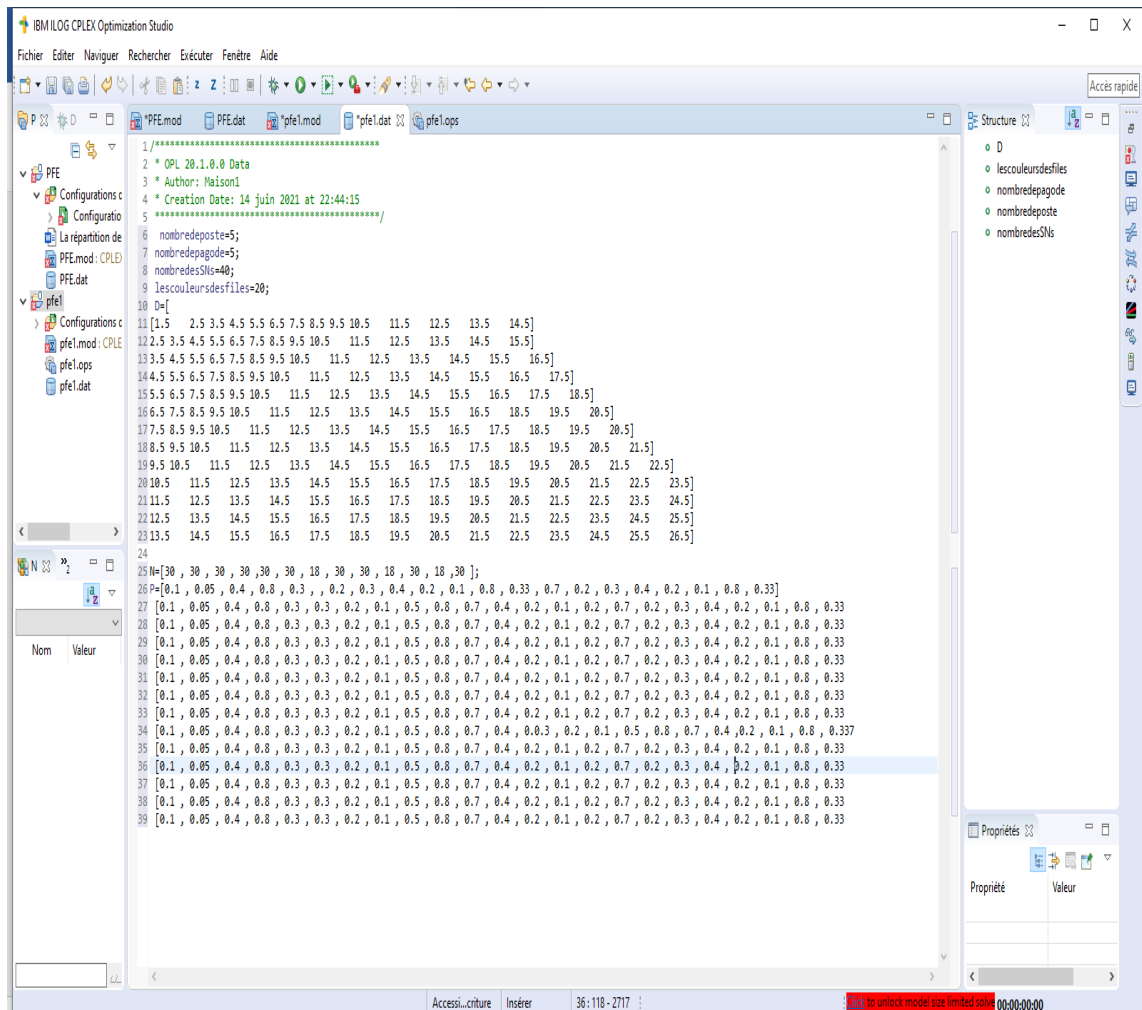 IBM ILOG CPLEX Optimization Studio
Fichier Editer Naviguer Rechercher Exécuter Fenêtre Aide
Accès rapide
P D
PFE
Configurations c
Configuratio
La répartition de
PFE.mod : CPLE
PFE.dat
pfe1
Configurations c
pfe1.mod : CPLE
pfe1.ops
pfe1.dat
N »2
Nom Valeur
*PFE.mod PFE.dat *pfe1.mod *pfe1.dat pfe1.ops
1 /*********************************************
2 * OPL 20.1.0.0 Data
3 * Author: Maison1
4 * Creation Date: 14 juin 2021 at 22:44:15
5 *********************************************/
6 nombredeposte=5;
7 nombredepagode=5;
8 nombredesSNs=40;
9 lescouleursdesfiles=20;
10 D=[
11 [1.5 2.5 3.5 4.5 5.5 6.5 7.5 8.5 9.5 10.5 11.5 12.5 13.5 14.5]
12 2.5 3.5 4.5 5.5 6.5 7.5 8.5 9.5 10.5 11.5 12.5 13.5 14.5 15.5]
13 3.5 4.5 5.5 6.5 7.5 8.5 9.5 10.5 11.5 12.5 13.5 14.5 15.5 16.5]
14 4.5 5.5 6.5 7.5 8.5 9.5 10.5 11.5 12.5 13.5 14.5 15.5 16.5 17.5]
15 5.5 6.5 7.5 8.5 9.5 10.5 11.5 12.5 13.5 14.5 15.5 16.5 17.5 18.5]
16 6.5 7.5 8.5 9.5 10.5 11.5 12.5 13.5 14.5 15.5 16.5 18.5 19.5 20.5]
17 7.5 8.5 9.5 10.5 11.5 12.5 13.5 14.5 15.5 16.5 17.5 18.5 19.5 20.5]
18 8.5 9.5 10.5 11.5 12.5 13.5 14.5 15.5 16.5 17.5 18.5 19.5 20.5 21.5]
19 9.5 10.5 11.5 12.5 13.5 14.5 15.5 16.5 17.5 18.5 19.5 20.5 21.5 22.5]
20 10.5 11.5 12.5 13.5 14.5 15.5 16.5 17.5 18.5 19.5 20.5 21.5 22.5 23.5]
21 11.5 12.5 13.5 14.5 15.5 16.5 17.5 18.5 19.5 20.5 21.5 22.5 23.5 24.5]
22 12.5 13.5 14.5 15.5 16.5 17.5 18.5 19.5 20.5 21.5 22.5 23.5 24.5 25.5]
23 13.5 14.5 15.5 16.5 17.5 18.5 19.5 20.5 21.5 22.5 23.5 24.5 25.5 26.5]
24
25 N=[30 , 30 , 30 , 30 ,30 , 30 , 18 , 30 , 30 , 18 , 30 , 18 ,30 ];
26 P=[0.1 , 0.05 , 0.4 , 0.8 , 0.3 , , 0.2 , 0.3 , 0.4 , 0.2 , 0.1 , 0.8 , 0.33 , 0.7 , 0.2 , 0.3 , 0.4 , 0.2 , 0.1 , 0.8 , 0.33]
27 [0.1 , 0.05 , 0.4 , 0.8 , 0.3 , 0.3 , 0.2 , 0.1 , 0.5 , 0.8 , 0.7 , 0.4 , 0.2 , 0.1 , 0.2 , 0.7 , 0.2 , 0.3 , 0.4 , 0.2 , 0.1 , 0.8 , 0.33
28 [0.1 , 0.05 , 0.4 , 0.8 , 0.3 , 0.3 , 0.2 , 0.1 , 0.5 , 0.8 , 0.7 , 0.4 , 0.2 , 0.1 , 0.2 , 0.7 , 0.2 , 0.3 , 0.4 , 0.2 , 0.1 , 0.8 , 0.33
29 [0.1 , 0.05 , 0.4 , 0.8 , 0.3 , 0.3 , 0.2 , 0.1 , 0.5 , 0.8 , 0.7 , 0.4 , 0.2 , 0.1 , 0.2 , 0.7 , 0.2 , 0.3 , 0.4 , 0.2 , 0.1 , 0.8 , 0.33
30 [0.1 , 0.05 , 0.4 , 0.8 , 0.3 , 0.3 , 0.2 , 0.1 , 0.5 , 0.8 , 0.7 , 0.4 , 0.2 , 0.1 , 0.2 , 0.7 , 0.2 , 0.3 , 0.4 , 0.2 , 0.1 , 0.8 , 0.33
31 [0.1 , 0.05 , 0.4 , 0.8 , 0.3 , 0.3 , 0.2 , 0.1 , 0.5 , 0.8 , 0.7 , 0.4 , 0.2 , 0.1 , 0.2 , 0.7 , 0.2 , 0.3 , 0.4 , 0.2 , 0.1 , 0.8 , 0.33
32 [0.1 , 0.05 , 0.4 , 0.8 , 0.3 , 0.3 , 0.2 , 0.1 , 0.5 , 0.8 , 0.7 , 0.4 , 0.2 , 0.1 , 0.2 , 0.7 , 0.2 , 0.3 , 0.4 , 0.2 , 0.1 , 0.8 , 0.33
33 [0.1 , 0.05 , 0.4 , 0.8 , 0.3 , 0.3 , 0.2 , 0.1 , 0.5 , 0.8 , 0.7 , 0.4 , 0.2 , 0.1 , 0.2 , 0.7 , 0.2 , 0.3 , 0.4 , 0.2 , 0.1 , 0.8 , 0.33
34 [0.1 , 0.05 , 0.4 , 0.8 , 0.3 , 0.3 , 0.2 , 0.1 , 0.5 , 0.8 , 0.7 , 0.4 , 0.0.3 , 0.2 , 0.1 , 0.5 , 0.8 , 0.7 , 0.4 ,0.2 , 0.1 , 0.8 , 0.337
35 [0.1 , 0.05 , 0.4 , 0.8 , 0.3 , 0.3 , 0.2 , 0.1 , 0.5 , 0.8 , 0.7 , 0.4 , 0.2 , 0.1 , 0.2 , 0.7 , 0.2 , 0.3 , 0.4 , 0.2 , 0.1 , 0.8 , 0.33
36 [0.1 , 0.05 , 0.4 , 0.8 , 0.3 , 0.3 , 0.2 , 0.1 , 0.5 , 0.8 , 0.7 , 0.4 , 0.2 , 0.1 , 0.2 , 0.7 , 0.2 , 0.3 , 0.4 , 0.2 , 0.1 , 0.8 , 0.33
37 [0.1 , 0.05 , 0.4 , 0.8 , 0.3 , 0.3 , 0.2 , 0.1 , 0.5 , 0.8 , 0.7 , 0.4 , 0.2 , 0.1 , 0.2 , 0.7 , 0.2 , 0.3 , 0.4 , 0.2 , 0.1 , 0.8 , 0.33
38 [0.1 , 0.05 , 0.4 , 0.8 , 0.3 , 0.3 , 0.2 , 0.1 , 0.5 , 0.8 , 0.7 , 0.4 , 0.2 , 0.1 , 0.2 , 0.7 , 0.2 , 0.3 , 0.4 , 0.2 , 0.1 , 0.8 , 0.33
39 [0.1 , 0.05 , 0.4 , 0.8 , 0.3 , 0.3 , 0.2 , 0.1 , 0.5 , 0.8 , 0.7 , 0.4 , 0.2 , 0.1 , 0.2 , 0.7 , 0.2 , 0.3 , 0.4 , 0.2 , 0.1 , 0.8 , 0.33
Structure
D
lescouleursdesfiles
nombredepagode
nombredeposte
nombredesSNs
Propriétés
Propriété Valeur
Accessi...criture Insérer 36 : 118 - 2717
Click to unlock model size limited solve 00:00:00:00